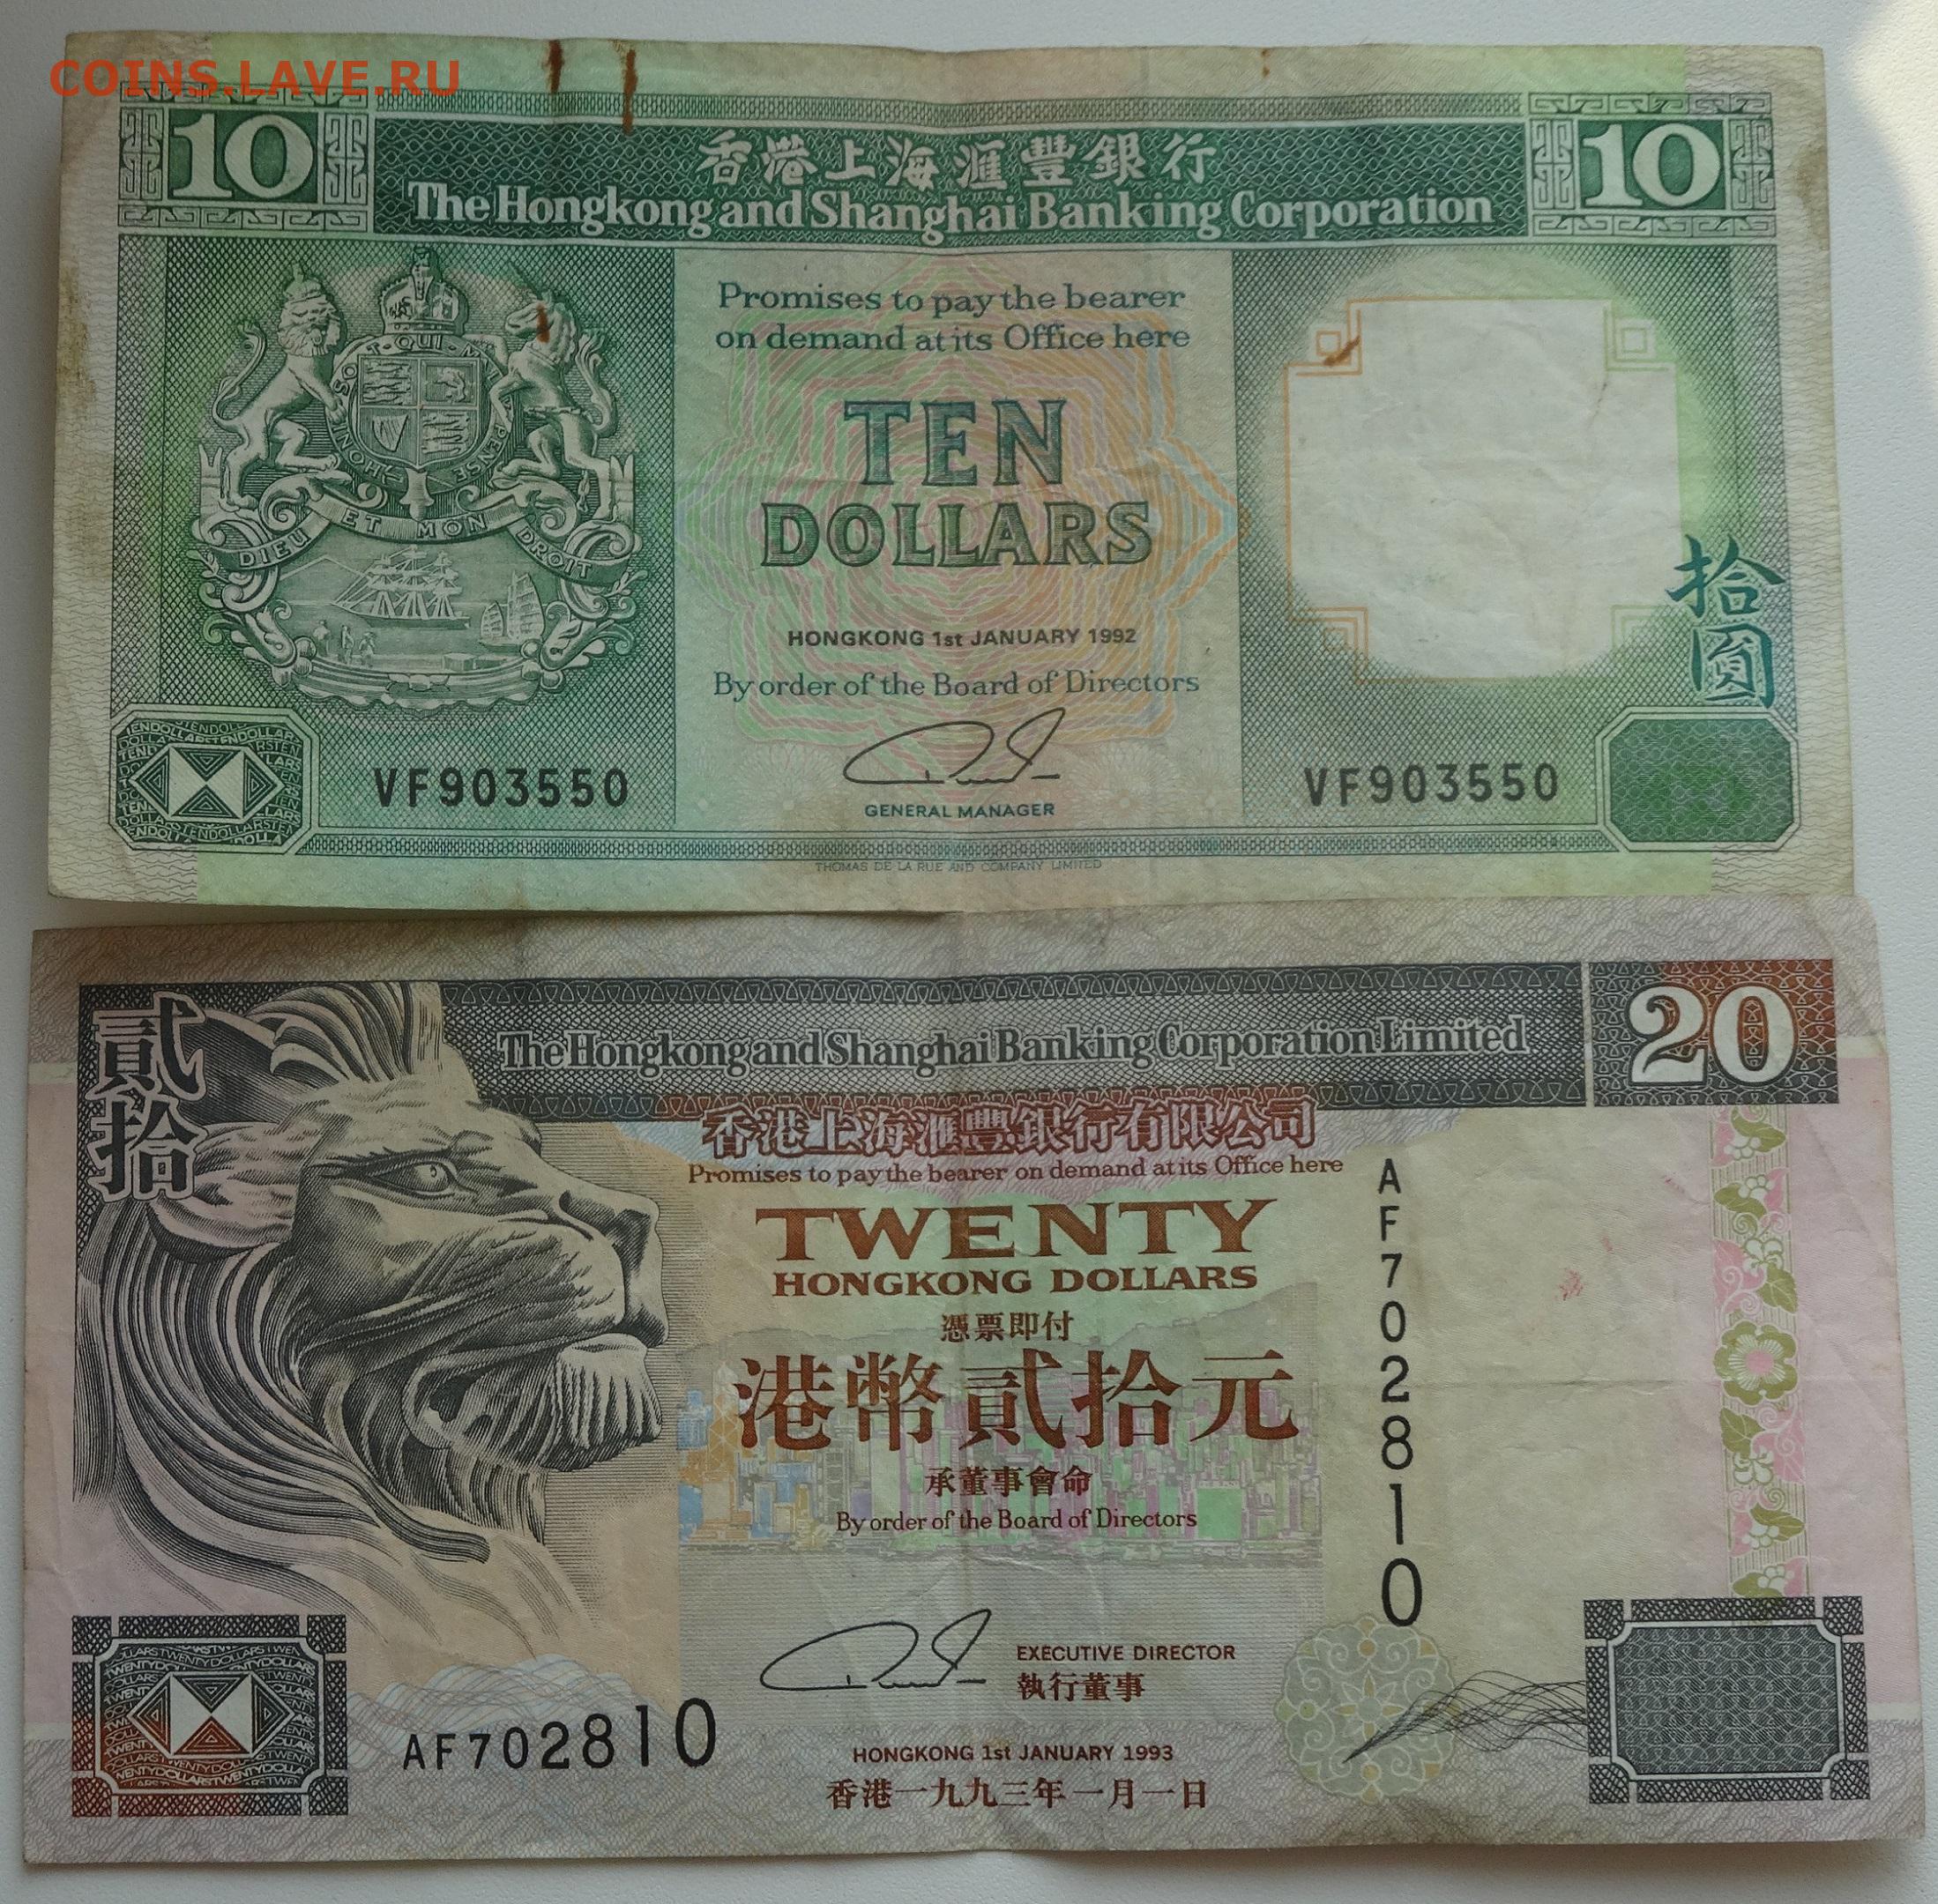 COINS.LAVE.RU
10
香港上海滙豐銀行
10
The Hongkong and Shanghai Banking Corporation
Promises to pay the bearer
on demand at its Office here
TEN
DOLLARS
HONGKONG 1st JANUARY 1992
By order of the Board of Directors
DIEU ET MON DROIT
拾圓
VF903550
VF903550
GENERAL MANAGER
THOMAS DE LA RUE AND COMPANY LIMITED
貳拾
The Hongkong and Shanghai Banking Corporation Limited
20
香港上海滙豐銀行有限公司
Promises to pay the bearer on demand at its Office here
TWENTY
HONGKONG DOLLARS
憑票即付
港幣貳拾元
承董事會命
By order of the Board of Directors
AF702810
EXECUTIVE DIRECTOR
執行董事
AF702810
HONGKONG 1st JANUARY 1993
香港一九九三年一月一日